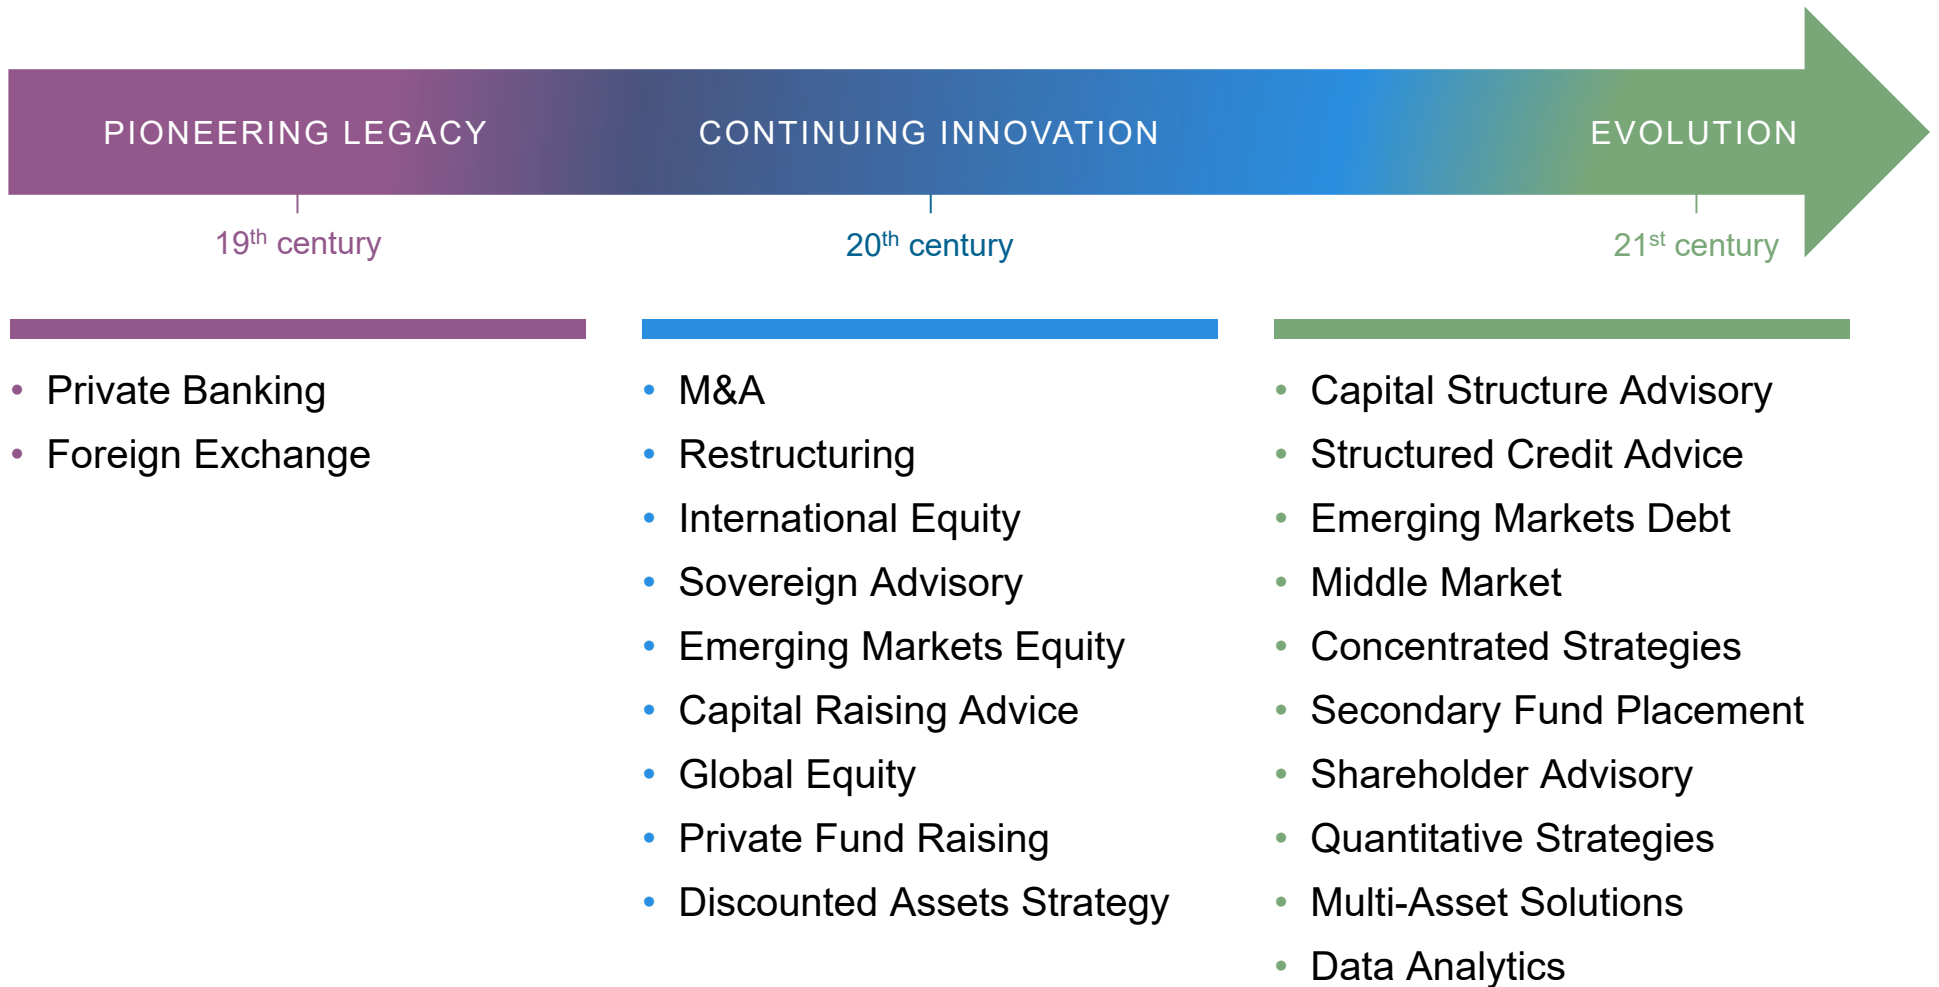 PIONEERING LEGACY
CONTINUING INNOVATION
EVOLUTION
19th century
20th century
21st century
• Private Banking
• Foreign Exchange
• M&A
• Restructuring
• International Equity
• Sovereign Advisory
• Emerging Markets Equity
• Capital Raising Advice
• Global Equity
• Private Fund Raising
• Discounted Assets Strategy
• Capital Structure Advisory
• Structured Credit Advice
• Emerging Markets Debt
• Middle Market
• Concentrated Strategies
• Secondary Fund Placement
• Shareholder Advisory
• Quantitative Strategies
• Multi-Asset Solutions
• Data Analytics